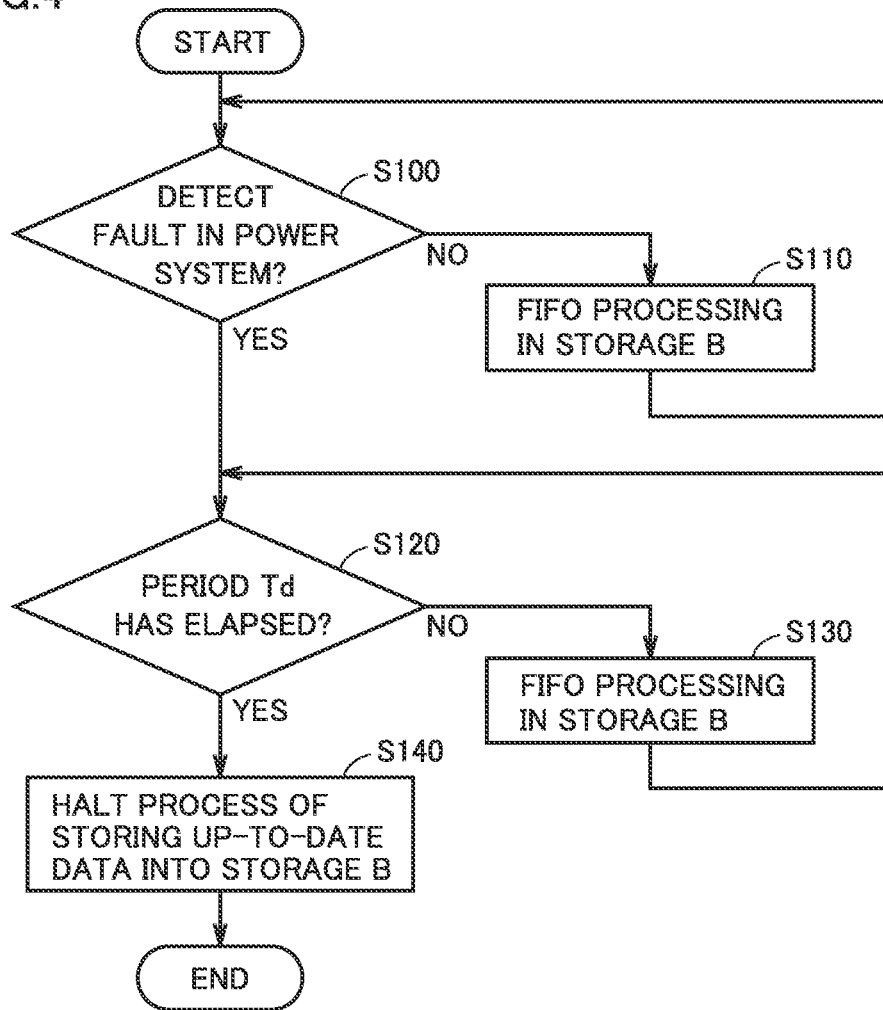 START
S100
DETECT
FAULT IN POWER
SYSTEM?
NO
YES
S110
FIFO PROCESSING
IN STORAGE B
S120
PERIOD Td
HAS ELAPSED?
NO
YES
S130
FIFO PROCESSING
IN STORAGE B
S140
HALT PROCESS OF
STORING UP-TO-DATE
DATA INTO STORAGE B
END